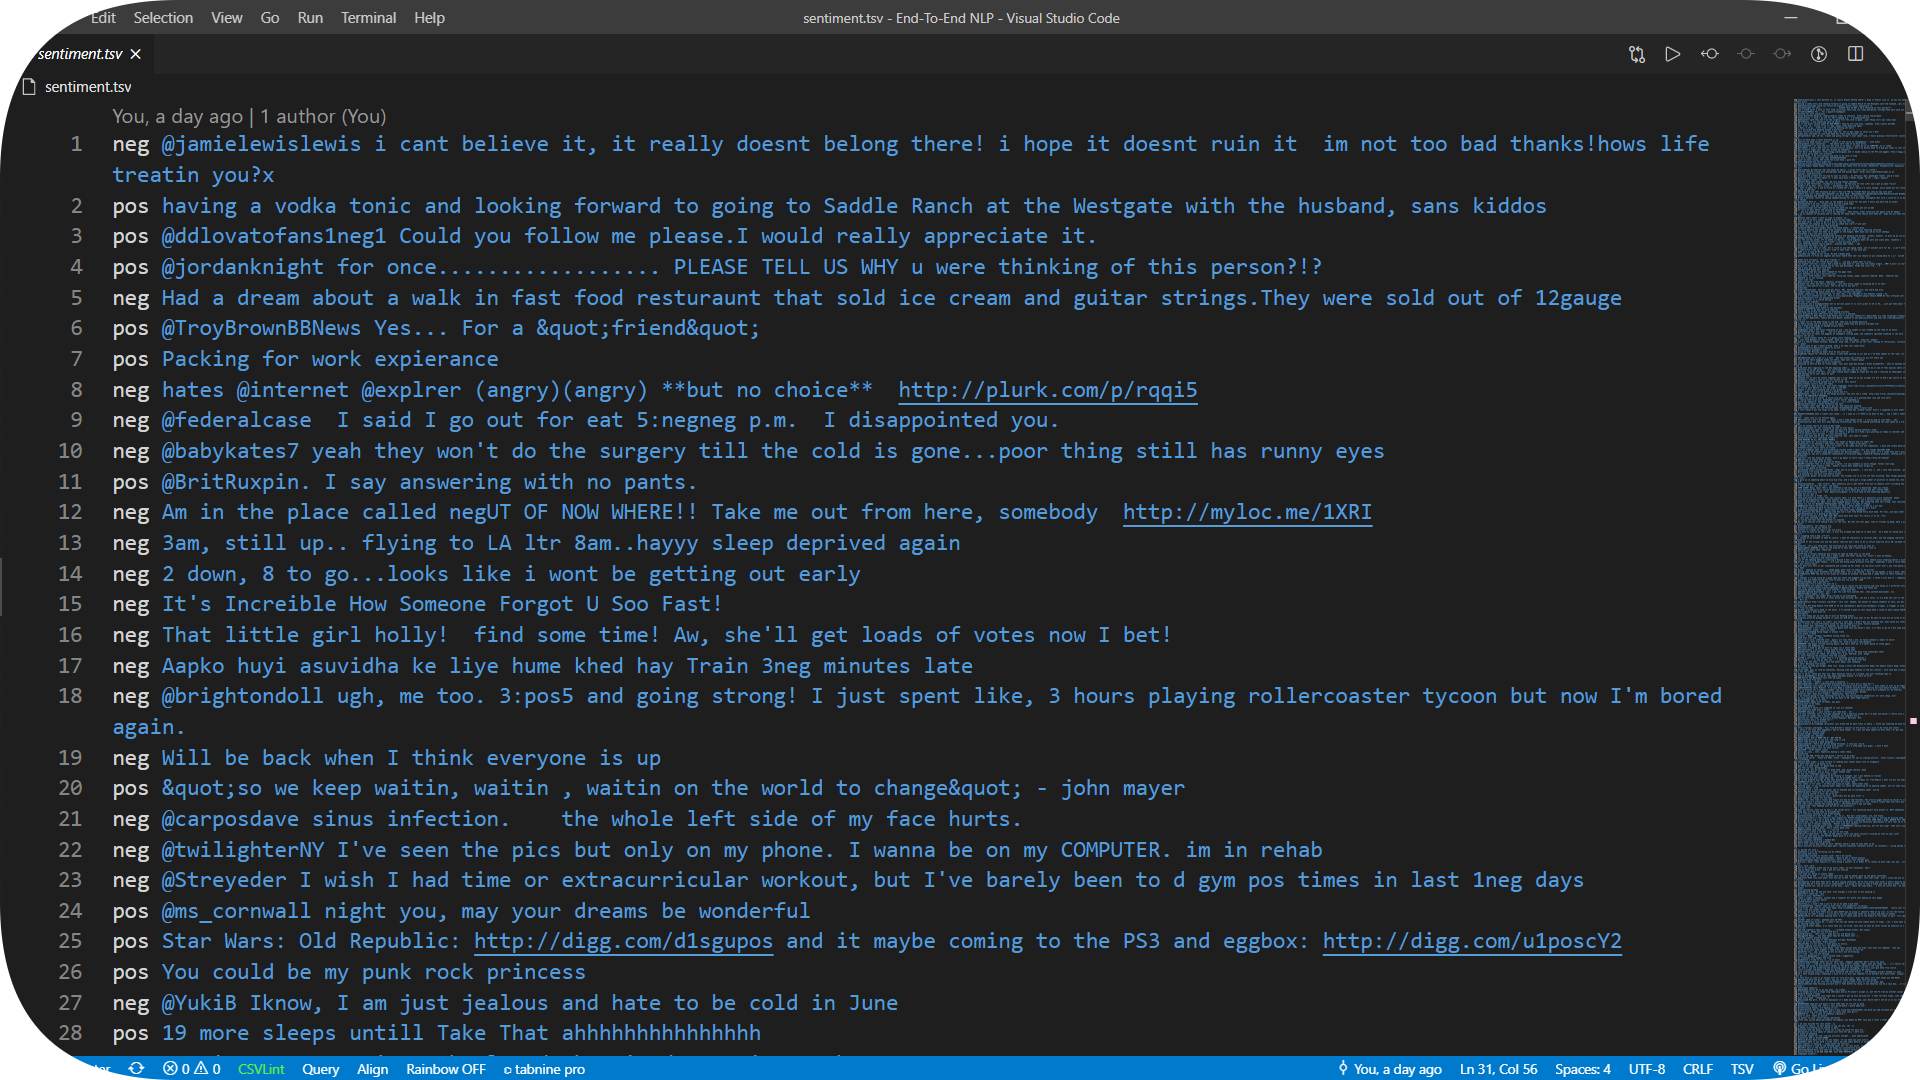 Edit Selection View Go Run Terminal Help
sentiment.tsv - End-To-End NLP - Visual Studio Code
sentiment.tsv
sentiment.tsv
You, a day ago | 1 author (You)
1 neg @jamielewislewis i cant believe it, it really doesnt belong there! i hope it doesnt ruin it  im not too bad thanks!hows life
treatin you?x
2 pos having a vodka tonic and looking forward to going to Saddle Ranch at the Westgate with the husband, sans kiddos
3 pos @ddlovatofans1neg1 Could you follow me please.I would really appreciate it.
4 pos @jordanknight for once.................. PLEASE TELL US WHY u were thinking of this person?!?
5 neg Had a dream about a walk in fast food resturaunt that sold ice cream and guitar strings.They were sold out of 12gauge
6 pos @TroyBrownBBNews Yes... For a &quot;friend&quot;
7 pos Packing for work expierance
8 neg hates @internet @explrer (angry)(angry) **but no choice**  http://plurk.com/p/rqqi5
9 neg @federalcase  I said I go out for eat 5:negneg p.m.  I disappointed you.
10 neg @babykates7 yeah they won't do the surgery till the cold is gone...poor thing still has runny eyes
11 pos @BritRuxpin. I say answering with no pants.
12 neg Am in the place called negUT OF NOW WHERE!! Take me out from here, somebody  http://myloc.me/1XRI
13 neg 3am, still up.. flying to LA ltr 8am..hayyy sleep deprived again
14 neg 2 down, 8 to go...looks like i wont be getting out early
15 neg It's Increible How Someone Forgot U Soo Fast!
16 neg That little girl holly!  find some time! Aw, she'll get loads of votes now I bet!
17 neg Aapko huyi asuvidha ke liye hume khed hay Train 3neg minutes late
18 neg @brightondoll ugh, me too. 3:pos5 and going strong! I just spent like, 3 hours playing rollercoaster tycoon but now I'm bored
again.
19 neg Will be back when I think everyone is up
20 pos &quot;so we keep waitin, waitin , waitin on the world to change&quot; - john mayer
21 neg @carposdave sinus infection.    the whole left side of my face hurts.
22 neg @twilighterNY I've seen the pics but only on my phone. I wanna be on my COMPUTER. im in rehab
23 neg @Streyeder I wish I had time or extracurricular workout, but I've barely been to d gym pos times in last 1neg days
24 pos @ms_cornwall night you, may your dreams be wonderful
25 pos Star Wars: Old Republic: http://digg.com/d1sgupos and it maybe coming to the PS3 and eggbox: http://digg.com/u1poscY2
26 pos You could be my punk rock princess
27 neg @YukiB Iknow, I am just jealous and hate to be cold in June
28 pos 19 more sleeps untill Take That ahhhhhhhhhhhhhhh
0 0 CSVLint Query Align Rainbow OFF tabnine pro You, a day ago Ln 31, Col 56 Spaces: 4 UTF-8 CRLF TSV Go